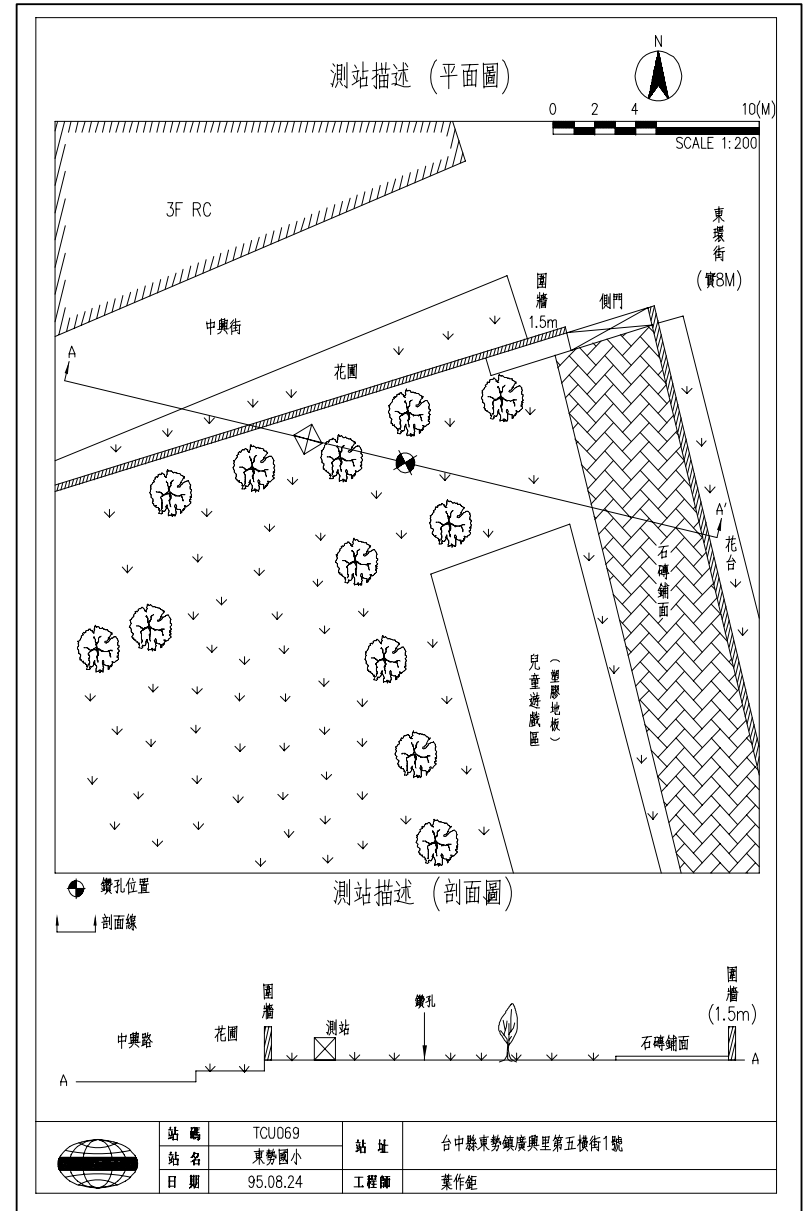 測站描述 (平面圖)
N
0 2 4 10(M)
SCALE 1:200
3F RC
東環街
(實8M)
圍牆
1.5m
側門
中興街
A
花圃
A'
花台
石磚鋪面
兒童遊戲區
(塑膠地板)
鑽孔位置
測站描述 (剖面圖)
剖面線
圍牆
鑽孔
圍牆
(1.5m)
中興路
花圃
測站
石磚鋪面
A
A
站碼 TCU069
站名 東勢國小
站址 台中縣東勢鎮廣興里第五橫街1號
日期 95.08.24
工程師 葉作鉅